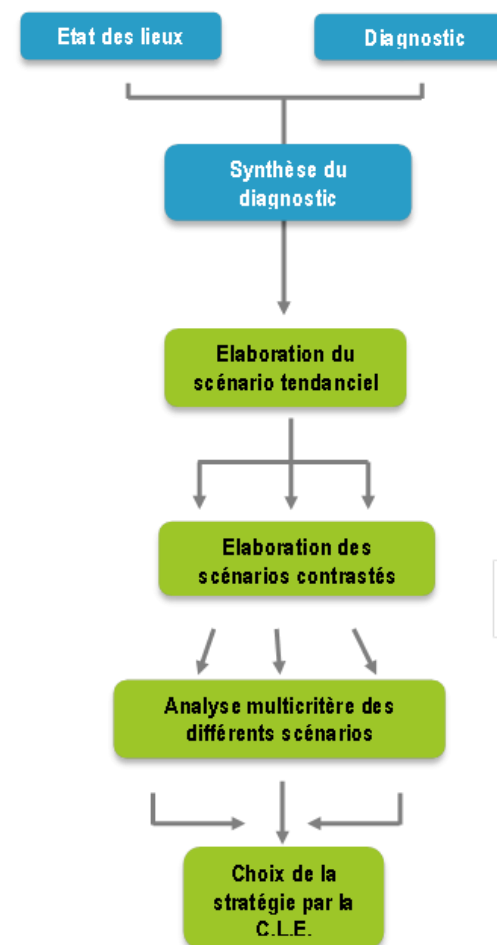 Etat des lieux
Diagnostic
Synthèse du
diagnostic
Elaboration du
scénario tendanciel
Elaboration des
scénarios contrastés
Analyse multicritère des
différents scénarios
Choix de la
stratégie par la
C.L.E.